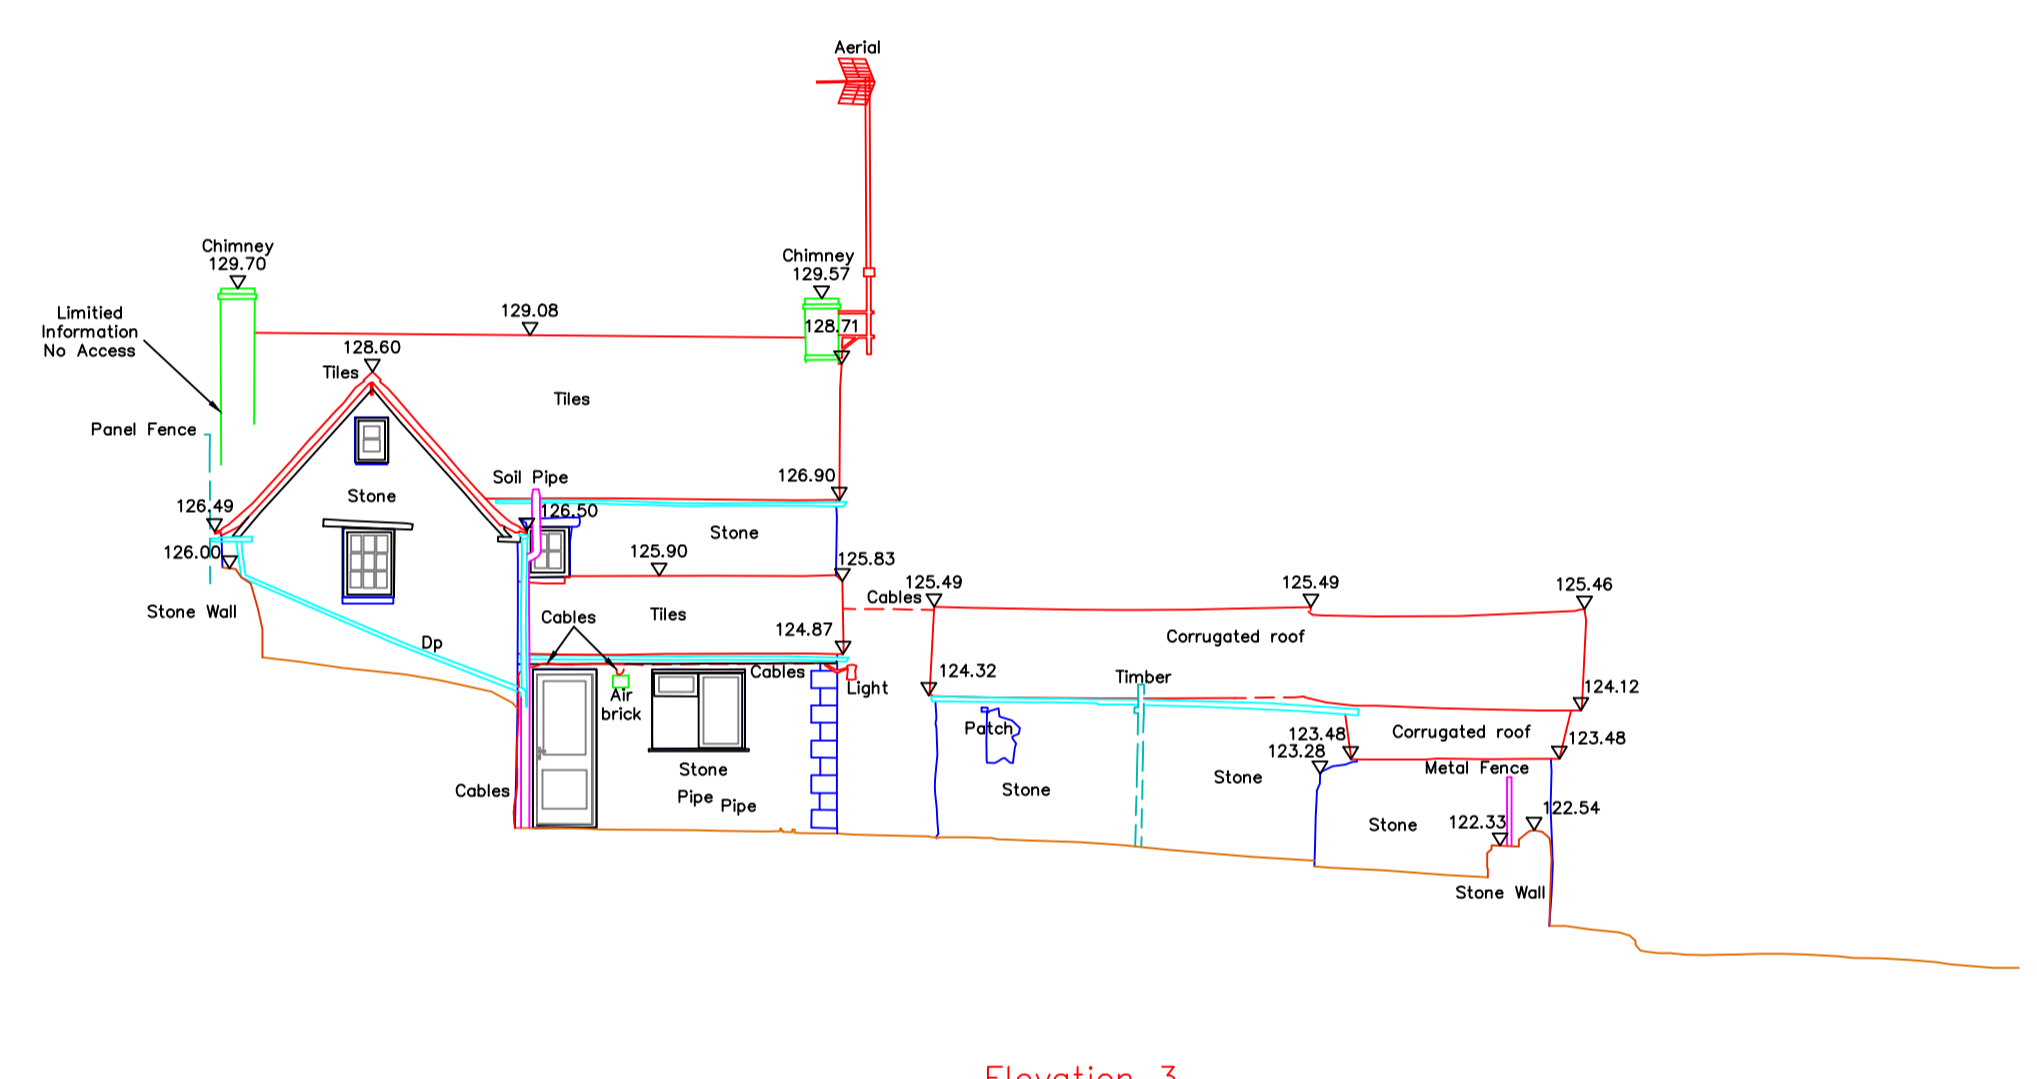 Aerial
Chimney
129.70
Chimney
129.57
Limitied
Information
No Access
129.08
128.71
128.60
Tiles
Tiles
Panel Fence
Soil Pipe
126.90
Stone
126.49
126.50
Stone
126.00
125.90
125.83
125.49
125.49
125.46
Cables
Stone Wall
Cables
Tiles
124.87
Corrugated roof
Dp
Cables
124.32
Timber
Light
124.12
Air
brick
Patch
123.48
Corrugated roof
123.48
123.28
Stone
Metal Fence
Stone
Cables
Stone
Pipe
Pipe
122.54
122.33
Stone
Stone Wall
Elevation 3